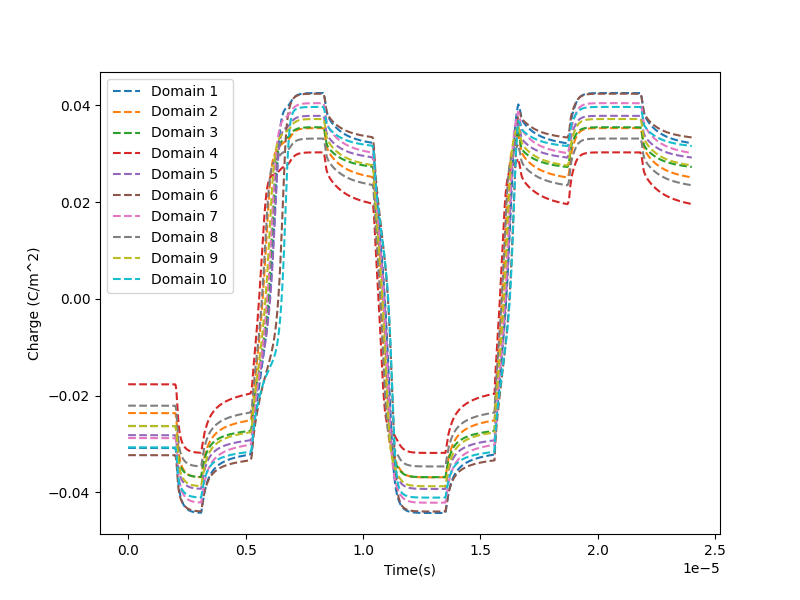 0.04
0.02
0.00
−0.02
−0.04
Charge (C/m^2)
Domain 1
Domain 2
Domain 3
Domain 4
Domain 5
Domain 6
Domain 7
Domain 8
Domain 9
Domain 10
0.0 0.5 1.0 1.5 2.0 2.5
1e−5
Time(s)